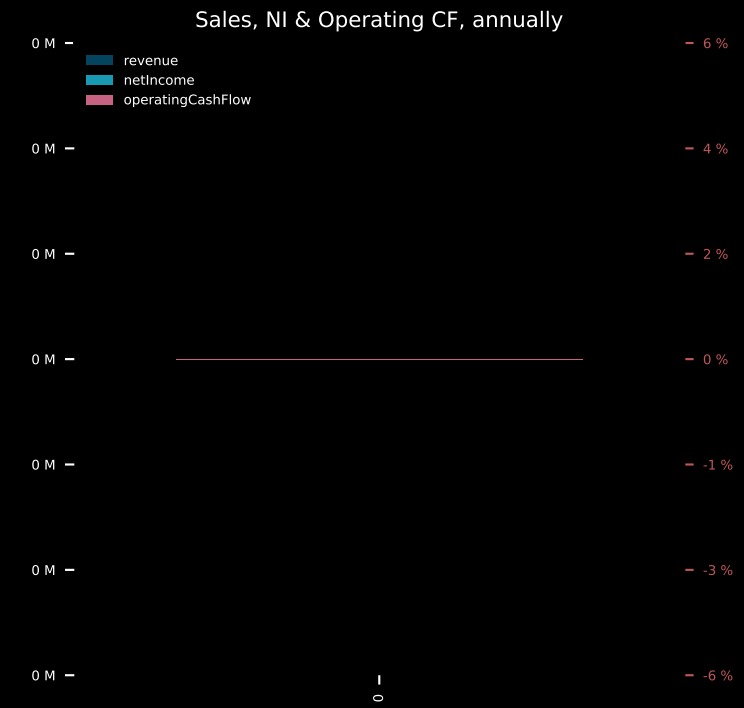 Sales, NI & Operating CF, annually
0 M
6 %
revenue
netIncome
operatingCashFlow
0 M
4 %
0 M
2 %
0 M
0 %
0 M
-1 %
0 M
-3 %
0 M
-6 %
0